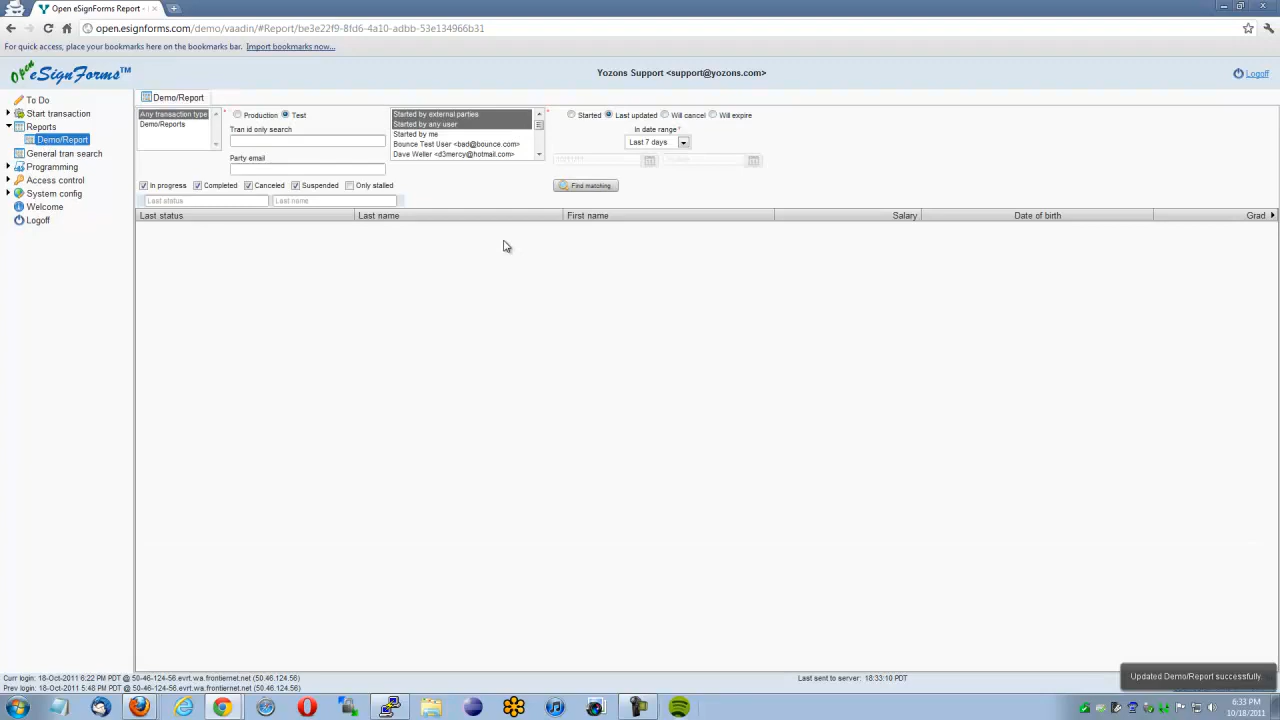 Open eSignForms Report -
open.esignforms.com/demo/vaadin/#Report/be3e22f9-8fd6-4a10-adbb-53e134966b31
For quick access, place your bookmarks here on the bookmarks bar. Import bookmarks now...
Open eSignForms™
Yozons Support <support@yozons.com>
Logoff
To Do
Start transaction
Reports
Demo/Report
General tran search
Programming
Access control
System config
Welcome
Logoff
Demo/Report
Any transaction type
Demo/Reports
Production Test
Tran id only search
Party email
Started by external parties
Started by any user
Started by me
Bounce Test User <bad@bounce.com>
Dave Weller <d3mercy@hotmail.com>
Started Last updated Will cancel Will expire
In date range
Last 7 days
In progress Completed Canceled Suspended Only stalled
Find matching
Last status Last name
Last status Last name First name Salary Date of birth Grad
Updated Demo/Report successfully.
Curr login: 18-Oct-2011 6:22 PM PDT @ 50-46-124-56.evrt.wa.frontiernet.net (50.46.124.56)
Prev login: 18-Oct-2011 5:48 PM PDT @ 50-46-124-56.evrt.wa.frontiernet.net (50.46.124.56)
Last sent to server: 18:33:10 PDT
6:33 PM
10/18/2011